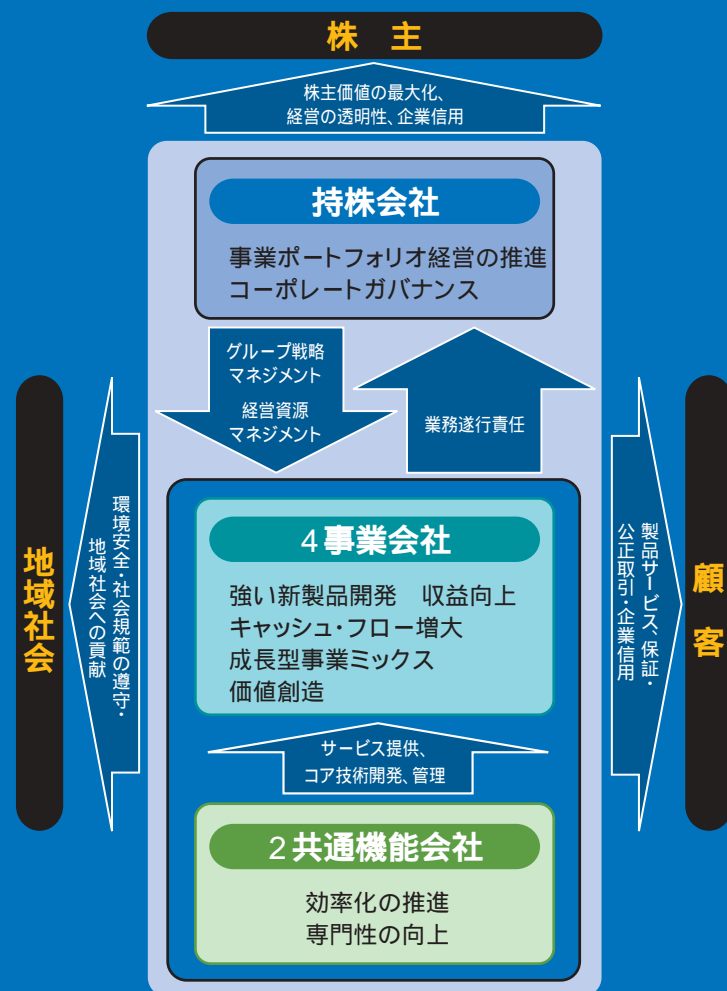 株 主
株主価値の最大化、
経営の透明性、企業信用
持株会社
事業ポートフォリオ経営の推進
コーポレートガバナンス
グループ戦略
マネジメント
経営資源
マネジメント
業務遂行責任
地域社会
環境安全・社会規範の遵守・
地域社会への貢献
4事業会社
強い新製品開発　収益向上
キャッシュ・フロー増大
成長型事業ミックス
価値創造
製品サービス、保証・
公正取引・企業信用
顧 客
サービス提供、
コア技術開発、管理
2共通機能会社
効率化の推進
専門性の向上